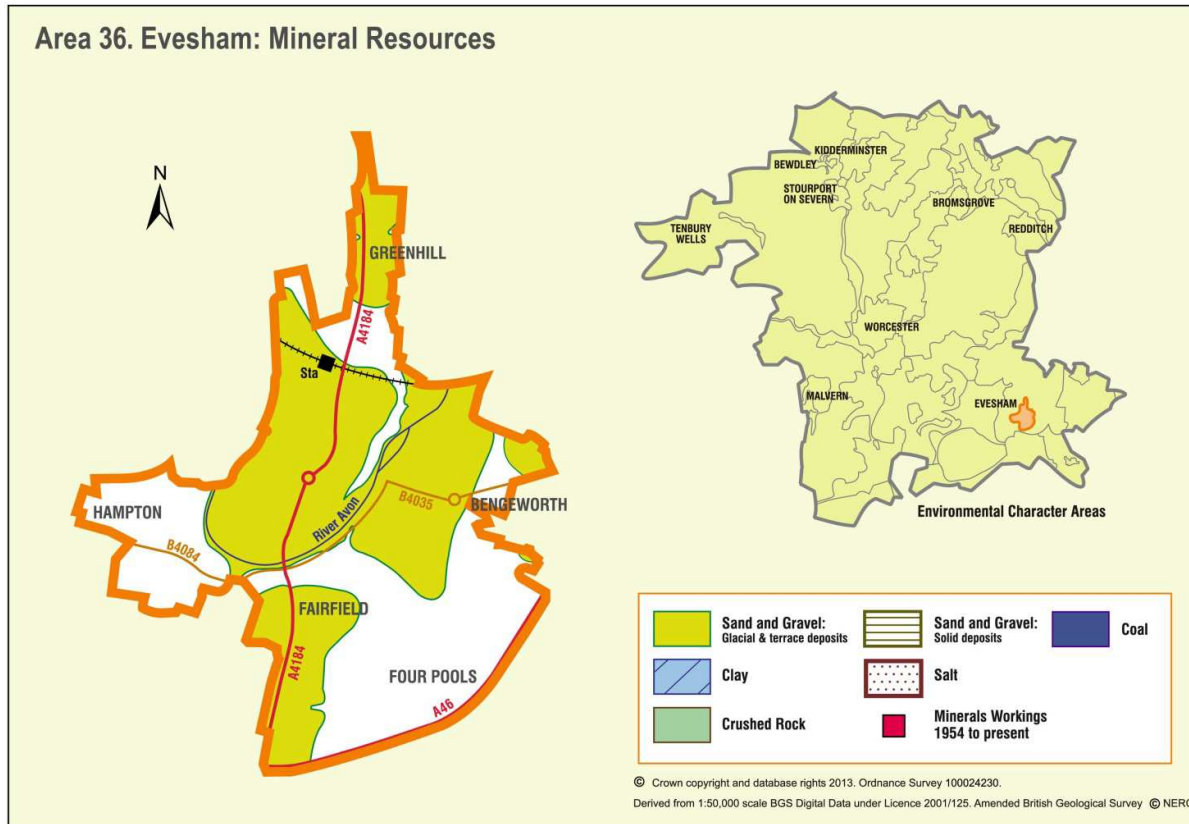 Area 36. Evesham: Mineral Resources
N
GREENHILL
A4184
Sta
HAMPTON
River Avon
B4035
BENGEWORTH
B4084
FAIRFIELD
A4184
FOUR POOLS
A46
KIDDERMINSTER
BEWDLEY
STOURPORT
ON SEVERN
BROMSGROVE
TENBURY
WELLS
REDDITCH
WORCESTER
MALVERN
EVESHAM
Environmental Character Areas
Sand and Gravel:
Glacial & terrace deposits
Sand and Gravel:
Solid deposits
Coal
Clay
Salt
Crushed Rock
Minerals Workings
1954 to present
© Crown copyright and database rights 2013. Ordnance Survey 100024230.
Derived from 1:50,000 scale BGS Digital Data under Licence 2001/125. Amended British Geological Survey © NERC